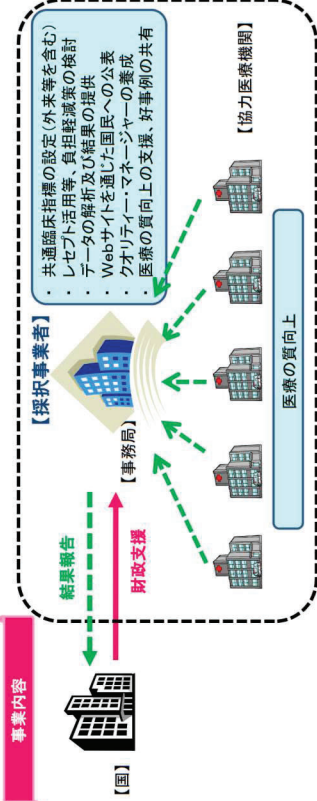 事業内容
【国】
結果報告
財政支援
【採択事業者】
【事務局】
・ 共通臨床指標の設定(外来等を含む)
・ レセプト活用等、負担軽減策の検討
・ データの解析及び結果の提供
・ Webサイトを通じた国民への公表
・ クオリティー・マネージャーの養成
・ 医療の質向上の支援、好事例の共有
【協力医療機関】
医療の質向上